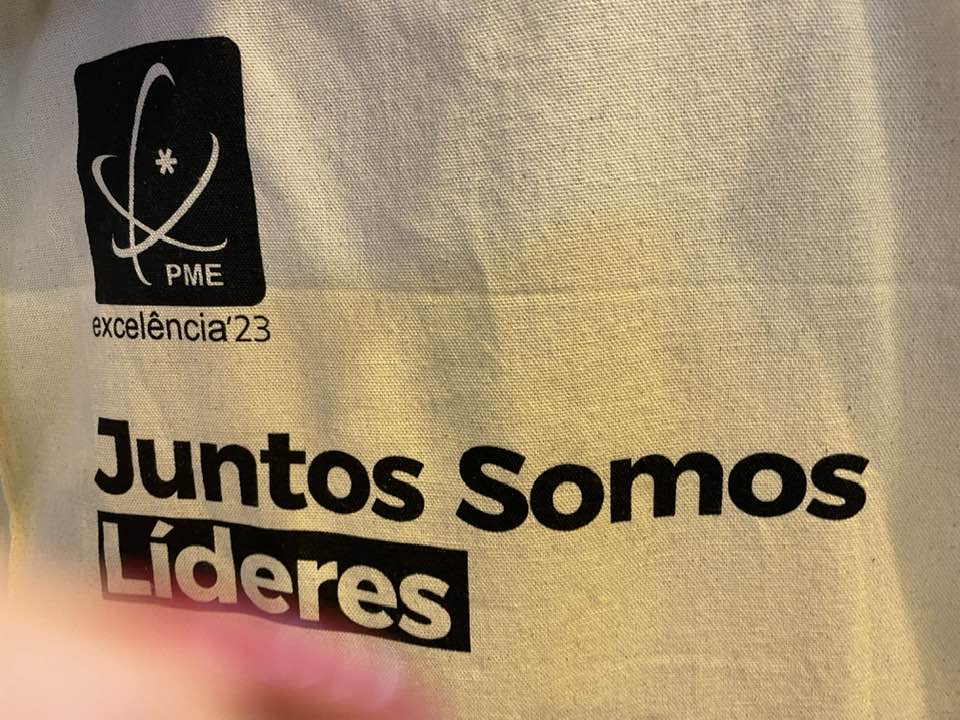 PME
excelência'23
Juntos Somos
Líderes